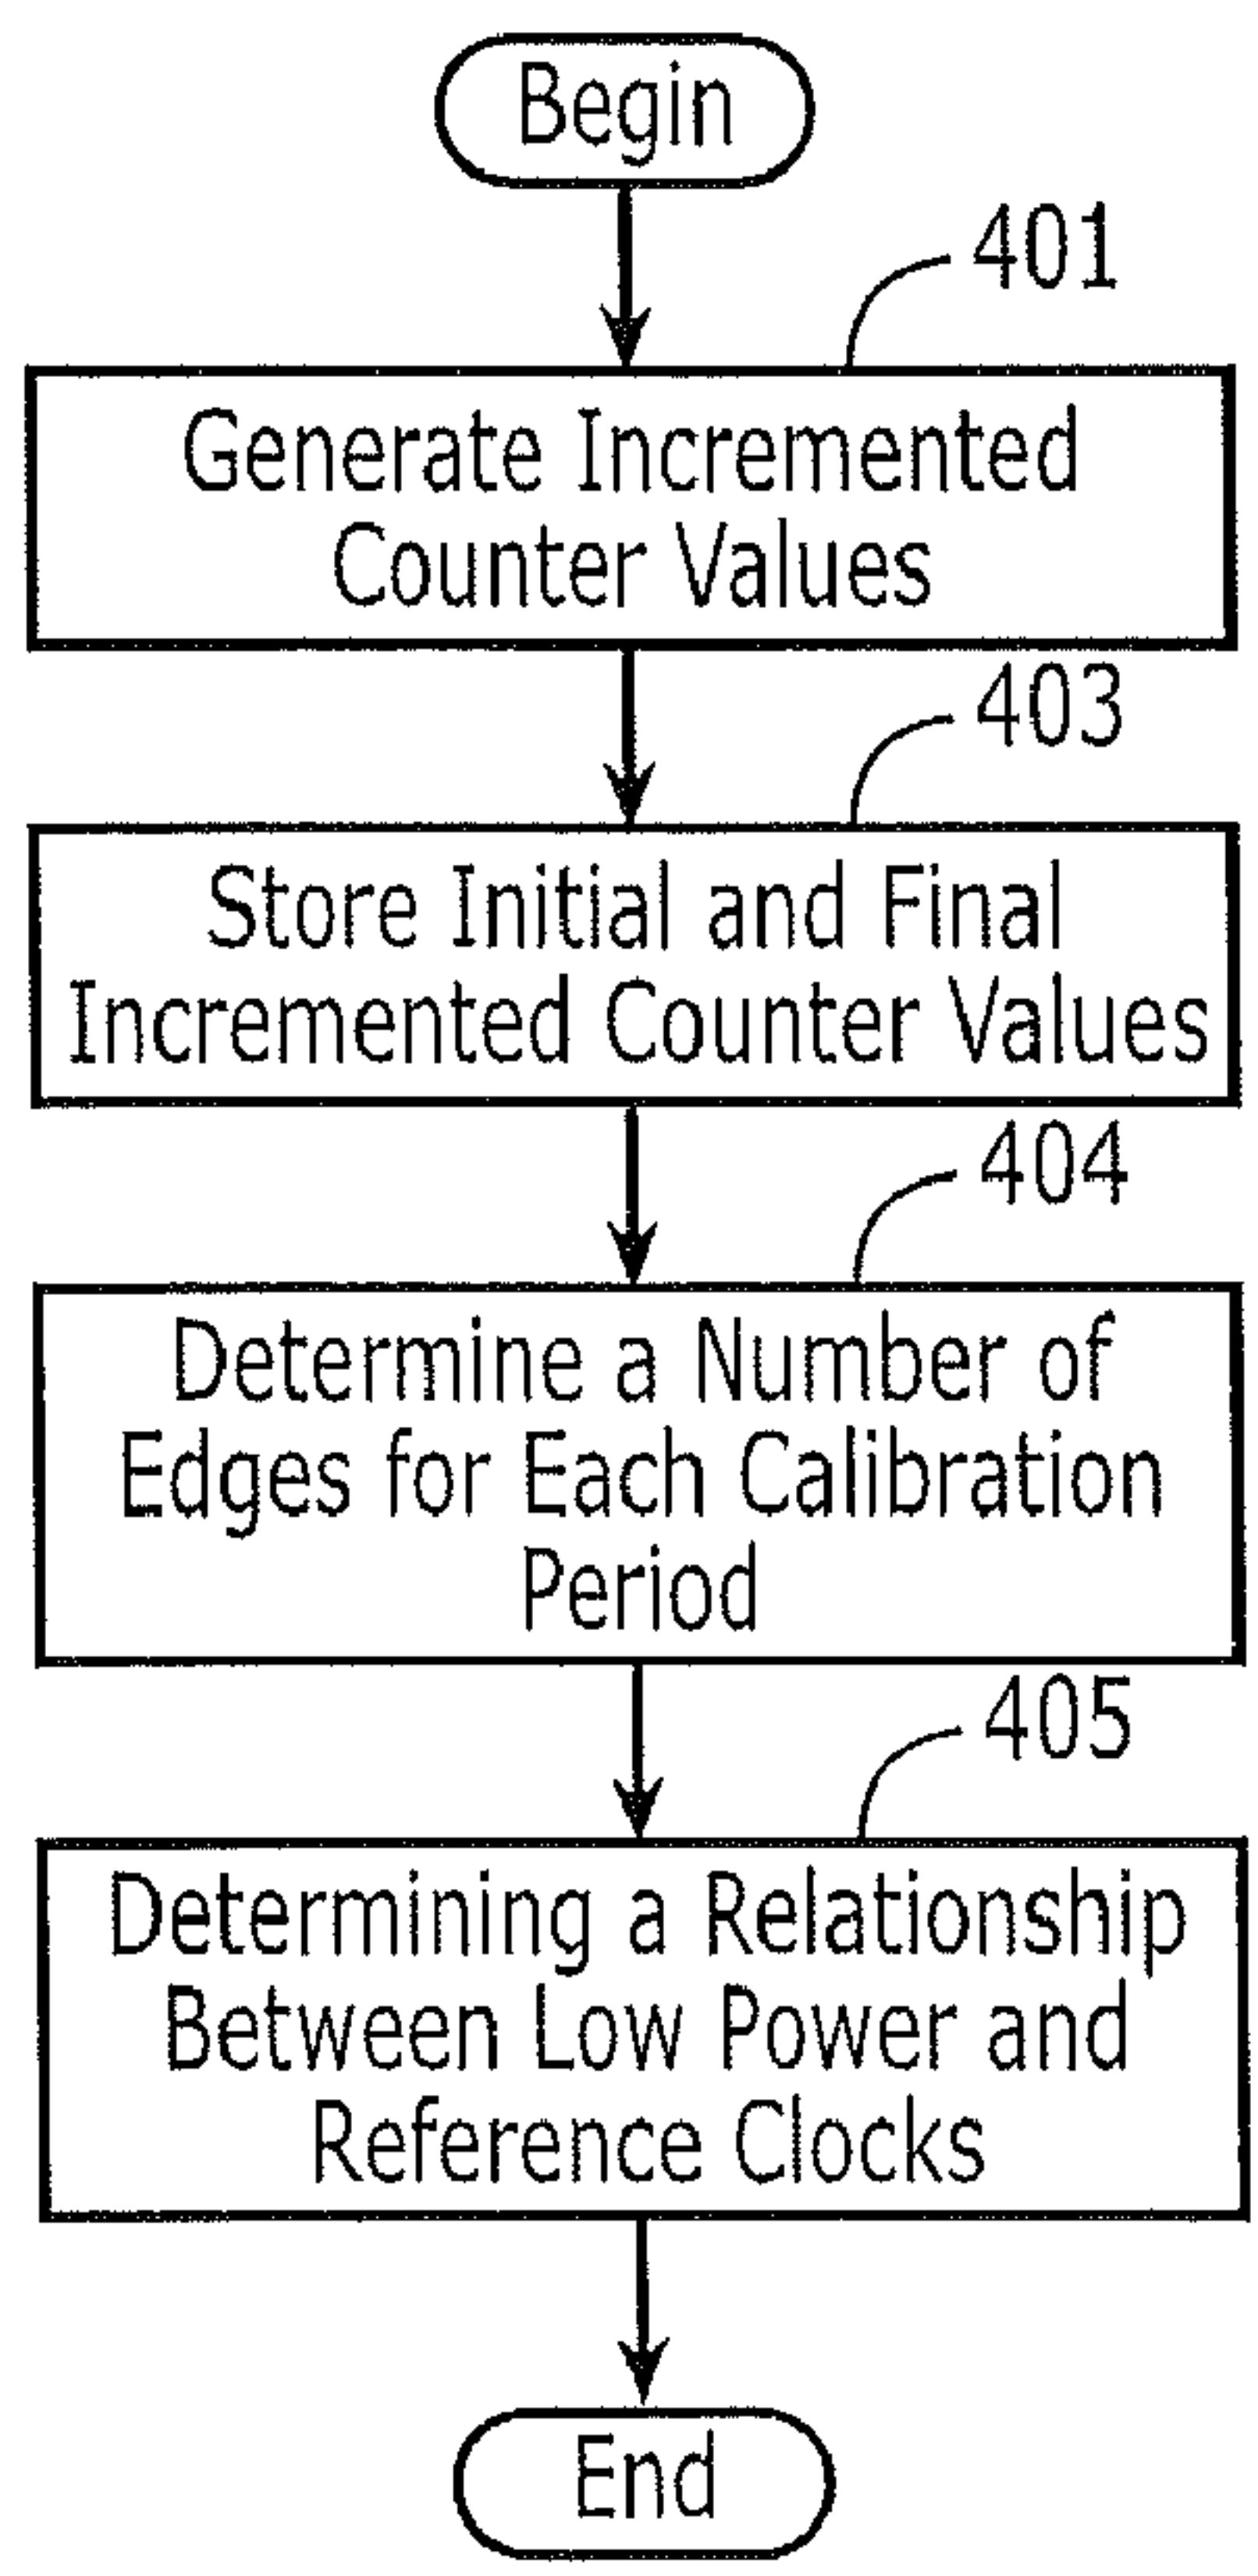 Begin
401
Generate Incremented
Counter Values
403
Store Initial and Final
Incremented Counter Values
404
Determine a Number of
Edges for Each Calibration
Period
405
Determining a Relationship
Between Low Power and
Reference Clocks
End